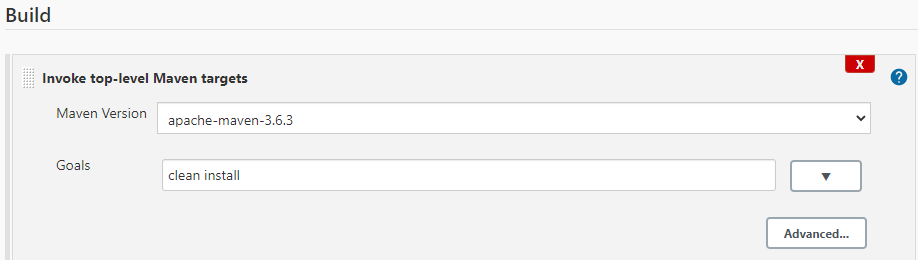 Build
X
Invoke top-level Maven targets
?
Maven Version
apache-maven-3.6.3
Goals
clean install
▼
Advanced...